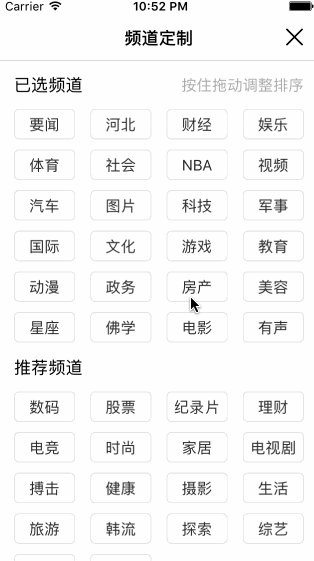 Carrier 10:52 PM
频道定制
已选频道 按住拖动调整排序
要闻 河北 财经 娱乐
体育 社会 NBA 视频
汽车 图片 科技 军事
国际 文化 游戏 教育
动漫 政务 房产 美容
星座 佛学 电影 有声
推荐频道
数码 股票 纪录片 理财
电竞 时尚 家居 电视剧
搏击 健康 摄影 生活
旅游 韩流 探索 综艺